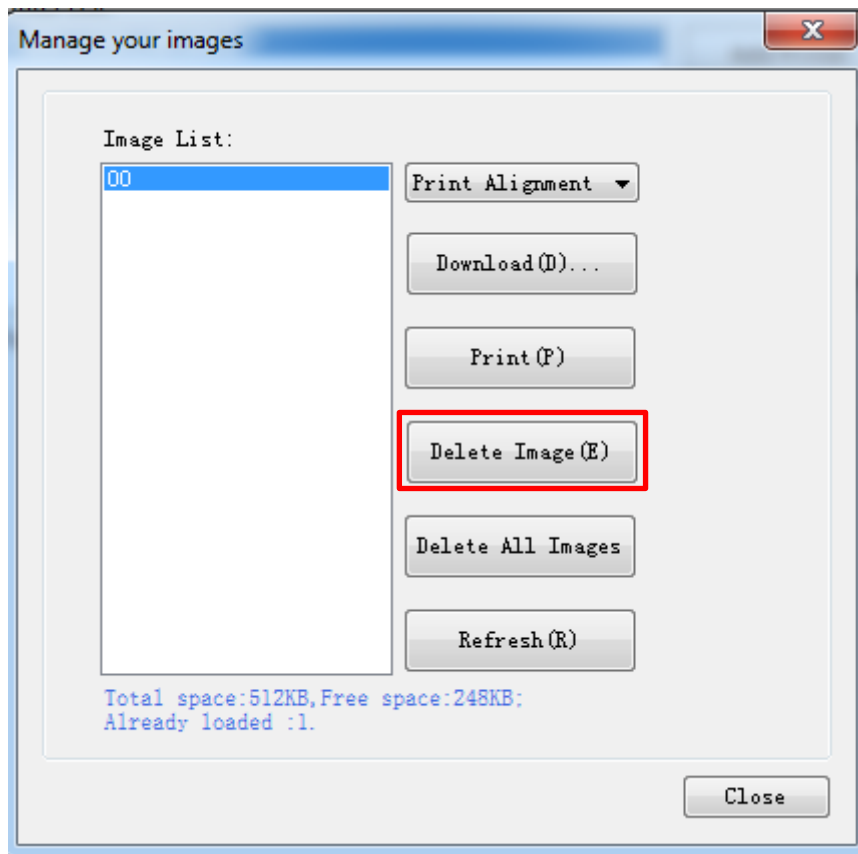 Manage your images
Image List:
00
Print Alignment
Download(D)...
Print(P)
Delete Image(E)
Delete All Images
Refresh(R)
Total space:512KB,Free space:248KB;
Already loaded :1.
Close